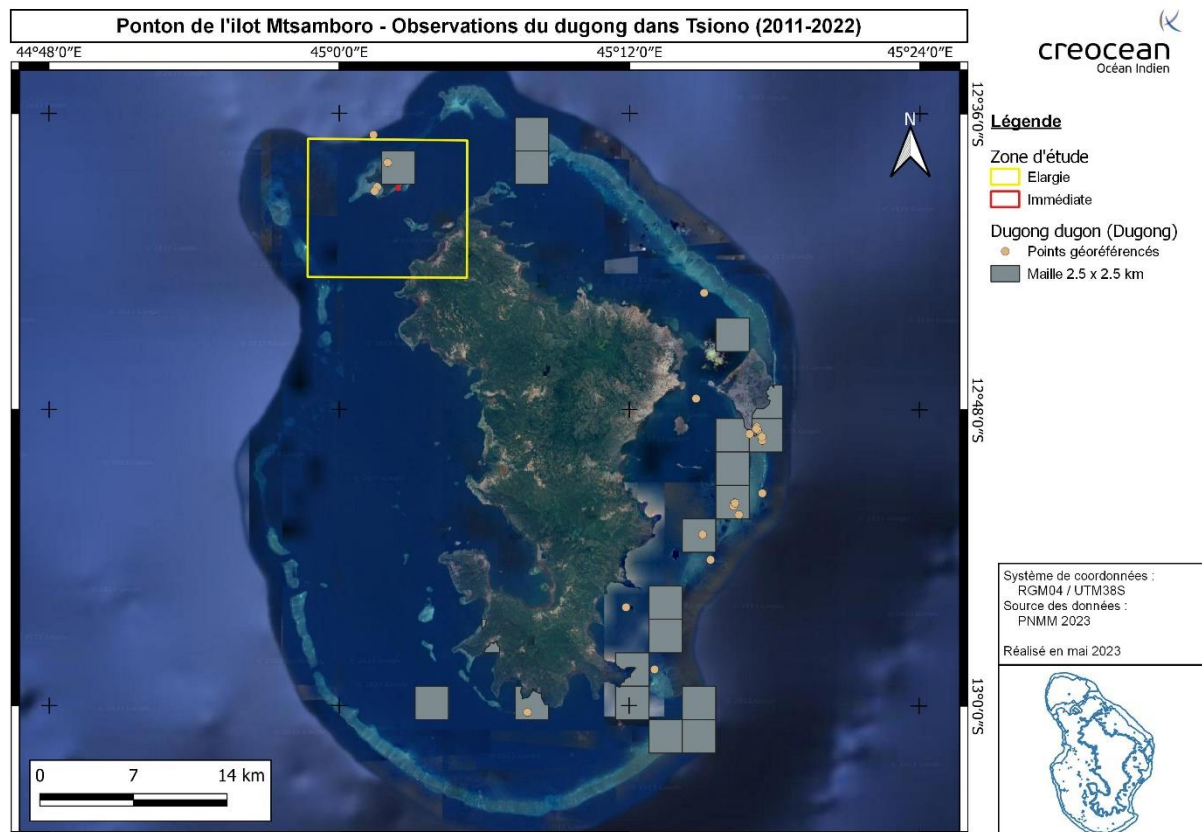 Ponton de l'ilot Mtsamboro - Observations du dugong dans Tsiono (2011-2022)
44°48'0"E
45°0'0"E
45°12'0"E
45°24'0"E
creocean
Océan Indien
12°36'0"S
12°48'0"S
13°0'0"S
N
Légende
Zone d'étude
Elargie
Immédiate
Dugong dugon (Dugong)
Points géoréférencés
Maille 2.5 x 2.5 km
Système de coordonnées :
RGM04 / UTM38S
Source des données :
PNMM 2023
Réalisé en mai 2023
0 7 14 km